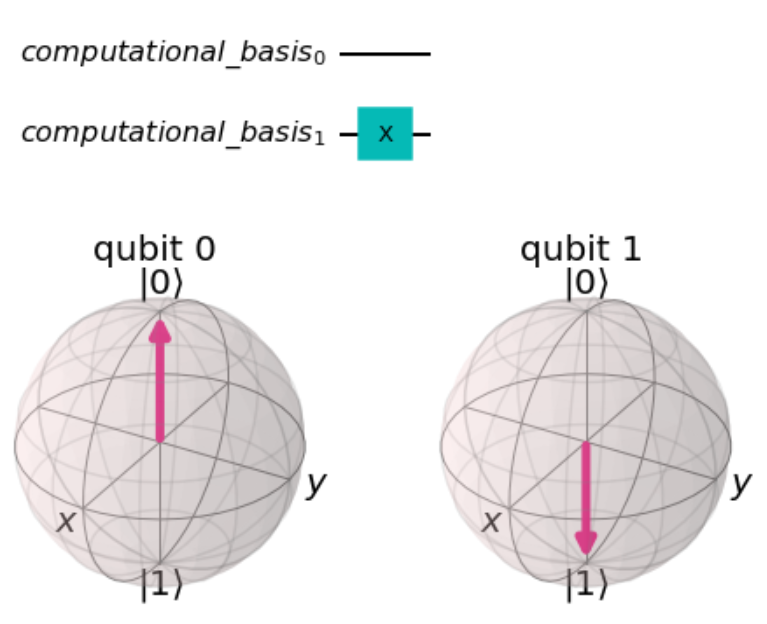 computational_basis₀
computational_basis₁ x
qubit 0 qubit 1
|0⟩ |0⟩
y y
x x
|1⟩ |1⟩